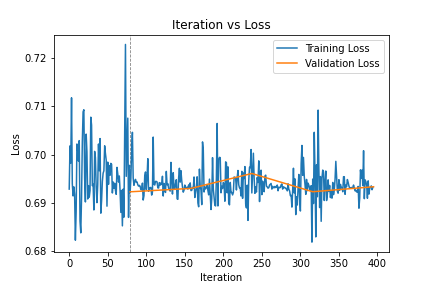 Iteration vs Loss
Training Loss
Validation Loss
0.72
0.71
0.70
0.69
0.68
Loss
0 50 100 150 200 250 300 350 400
Iteration